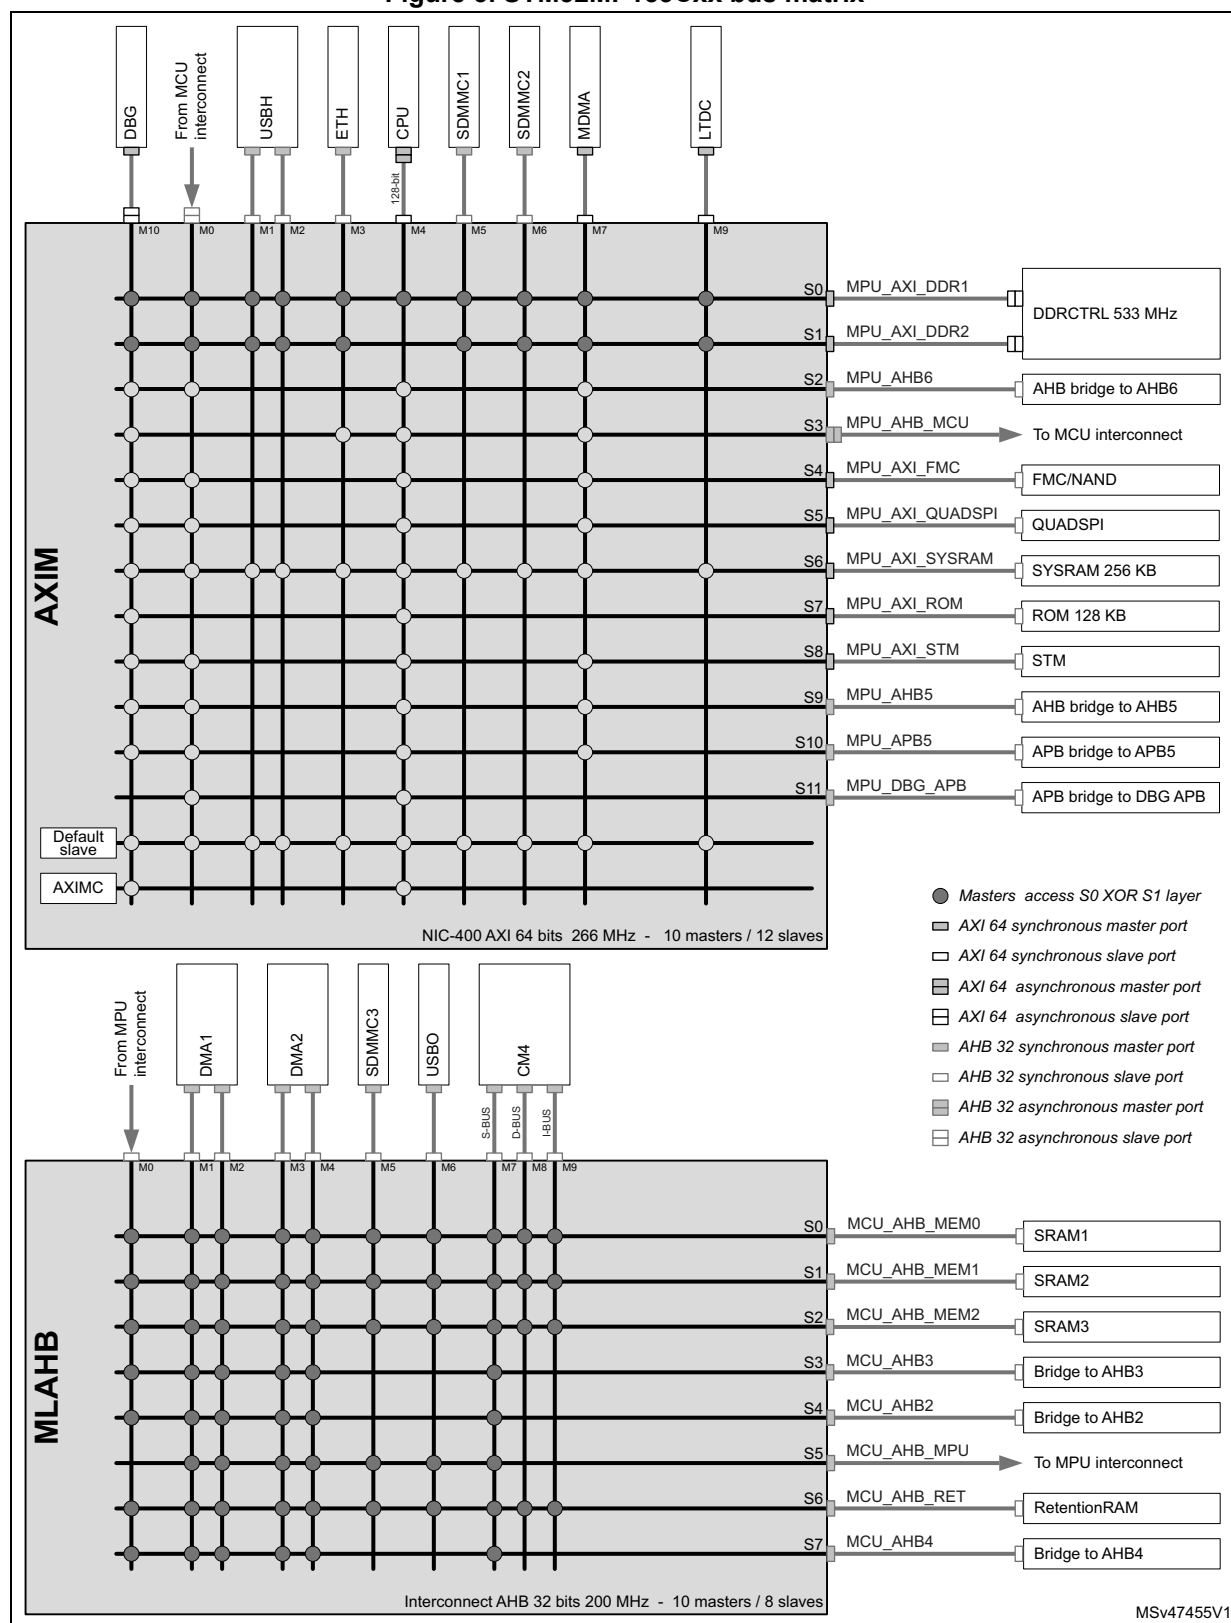 DBG
From MCU
interconnect
USBH
ETH
CPU
SDMMC1
SDMMC2
MDMA
LTDC
128-bit
M10
M0
M1
M2
M3
M4
M5
M6
M7
M9
S0
MPU_AXI_DDR1
DDRCTRL 533 MHz
S1
MPU_AXI_DDR2
S2
MPU_AHB6
AHB bridge to AHB6
S3
MPU_AHB_MCU
To MCU interconnect
S4
MPU_AXI_FMC
FMC/NAND
S5
MPU_AXI_QUADSPI
QUADSPI
S6
MPU_AXI_SYSRAM
SYSRAM 256 KB
S7
MPU_AXI_ROM
ROM 128 KB
S8
MPU_AXI_STM
STM
S9
MPU_AHB5
AHB bridge to AHB5
S10
MPU_APB5
APB bridge to APB5
S11
MPU_DBG_APB
APB bridge to DBG APB
AXIM
Default
slave
AXIMC
NIC-400 AXI 64 bits  266 MHz  -  10 masters / 12 slaves
Masters  access S0 XOR S1 layer
AXI 64 synchronous master port
AXI 64 synchronous slave port
AXI 64  asynchronous master port
AXI 64  asynchronous slave port
AHB 32 synchronous master port
AHB 32 synchronous slave port
AHB 32 asynchronous master port
AHB 32 asynchronous slave port
From MPU
interconnect
DMA1
DMA2
SDMMC3
USBO
CM4
S-BUS
D-BUS
I-BUS
M0
M1
M2
M3
M4
M5
M6
M7
M8
M9
S0
MCU_AHB_MEM0
SRAM1
S1
MCU_AHB_MEM1
SRAM2
S2
MCU_AHB_MEM2
SRAM3
S3
MCU_AHB3
Bridge to AHB3
S4
MCU_AHB2
Bridge to AHB2
S5
MCU_AHB_MPU
To MPU interconnect
S6
MCU_AHB_RET
RetentionRAM
S7
MCU_AHB4
Bridge to AHB4
MLAHB
Interconnect AHB 32 bits 200 MHz  -  10 masters / 8 slaves
MSv47455V1